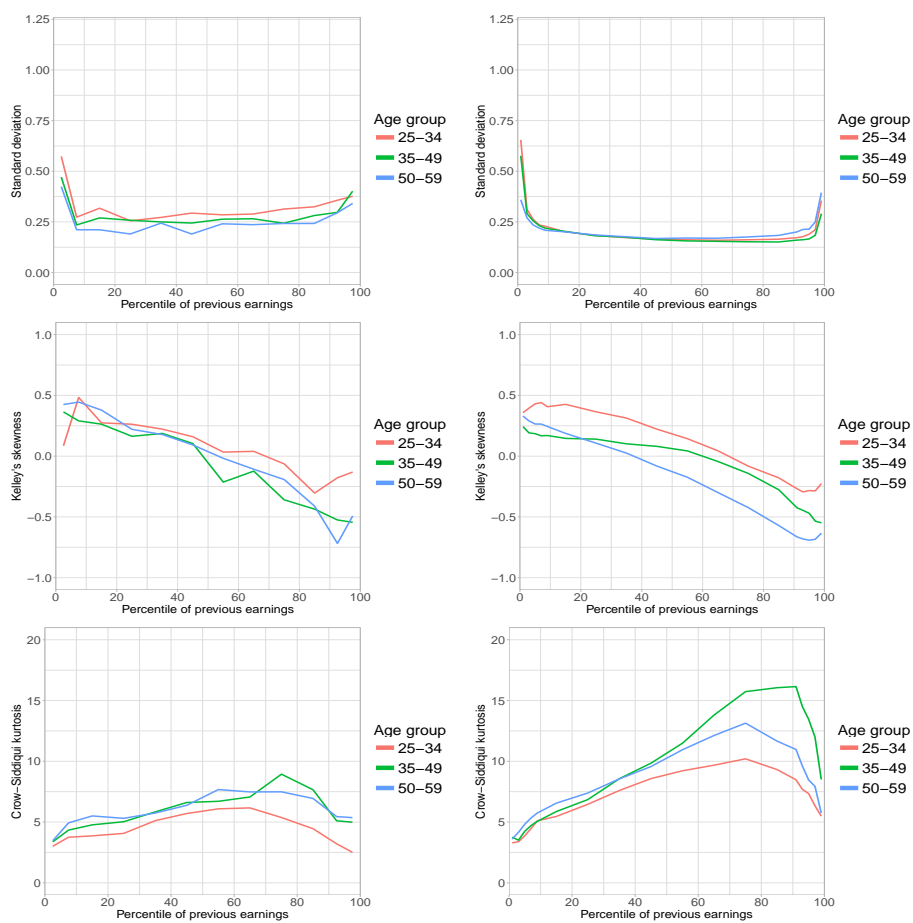 1.25
1.00
0.75
0.50
0.25
0.00
Standard deviation
0 20 40 60 80 100
Percentile of previous earnings
Age group
25−34
35−49
50−59
1.25
1.00
0.75
0.50
0.25
0.00
Standard deviation
0 20 40 60 80 100
Percentile of previous earnings
Age group
25−34
35−49
50−59
1.0
0.5
0.0
−0.5
−1.0
Kelley's skewness
0 20 40 60 80 100
Percentile of previous earnings
Age group
25−34
35−49
50−59
1.0
0.5
0.0
−0.5
−1.0
Kelley's skewness
0 20 40 60 80 100
Percentile of previous earnings
Age group
25−34
35−49
50−59
20
15
10
5
0
Crow−Siddiqui kurtosis
0 20 40 60 80 100
Percentile of previous earnings
Age group
25−34
35−49
50−59
20
15
10
5
0
Crow−Siddiqui kurtosis
0 20 40 60 80 100
Percentile of previous earnings
Age group
25−34
35−49
50−59